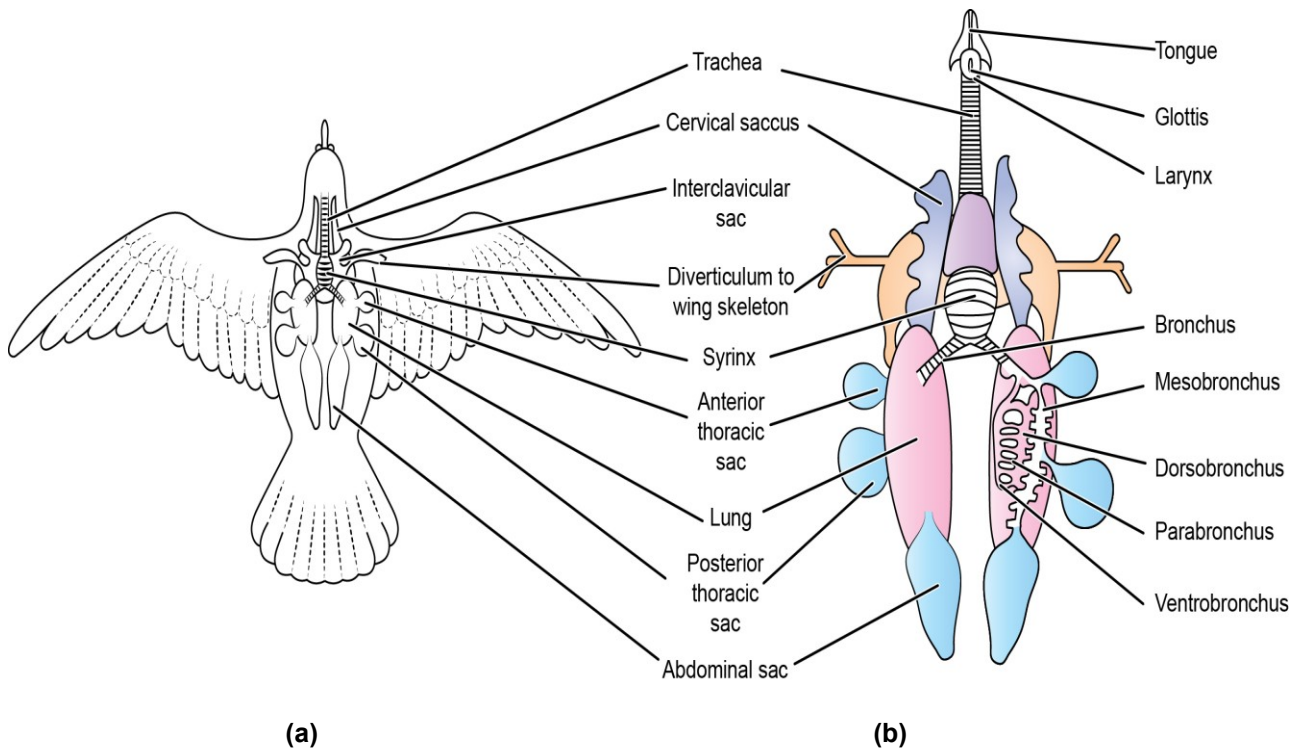 Trachea
Cervical saccus
Interclavicular
sac
Diverticulum to
wing skeleton
Syrinx
Anterior
thoracic
sac
Lung
Posterior
thoracic
sac
Abdominal sac
Tongue
Glottis
Larynx
Bronchus
Mesobronchus
Dorsobronchus
Parabronchus
Ventrobronchus
(a)
(b)